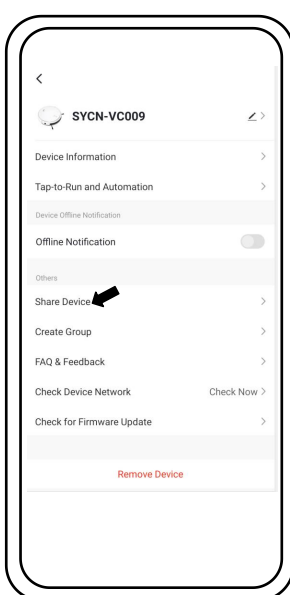 SYCN-VC009
Device Information
Tap-to-Run and Automation
Device Offline Notification
Offline Notification
Others
Share Device
Create Group
FAQ & Feedback
Check Device Network Check Now
Check for Firmware Update
Remove Device